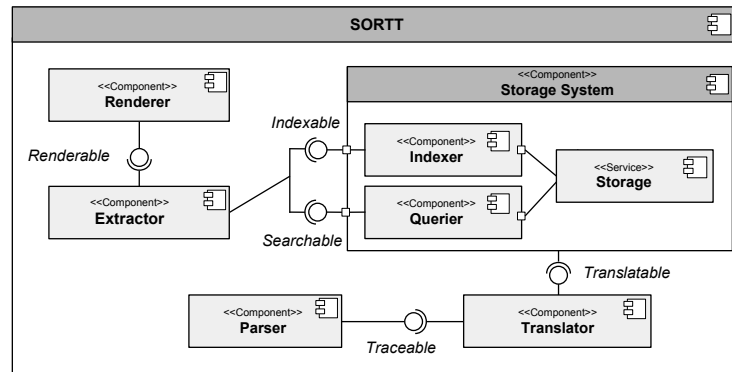 SORTT
<<Component>>
Renderer
<<Component>>
Storage System
Indexable
<<Component>>
Indexer
Renderable
<<Service>>
Storage
<<Component>>
Extractor
<<Component>>
Querier
Searchable
Translatable
<<Component>>
Parser
<<Component>>
Translator
Traceable